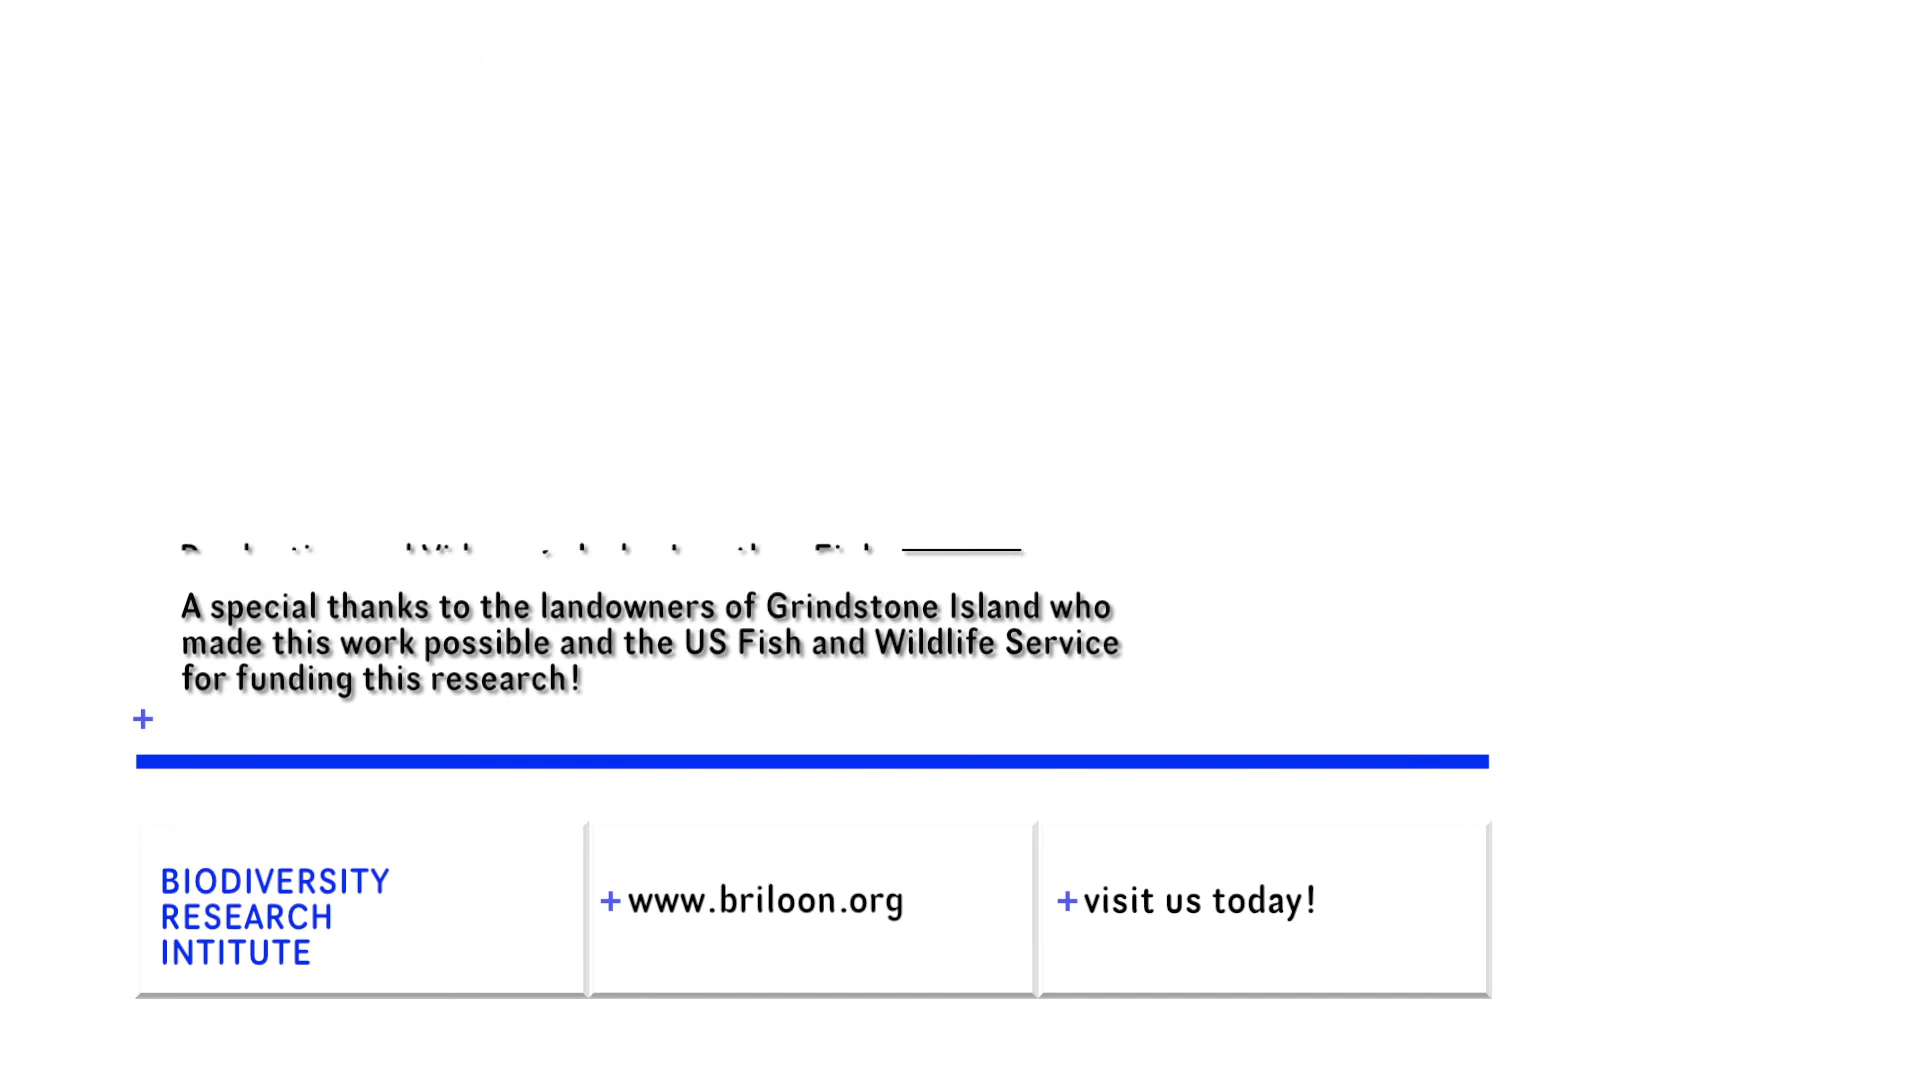 A special thanks to the landowners of Grindstone Island who
made this work possible and the US Fish and Wildlife Service
for funding this research!
+
BIODIVERSITY
RESEARCH
INTITUTE
+www.briloon.org
+visit us today!